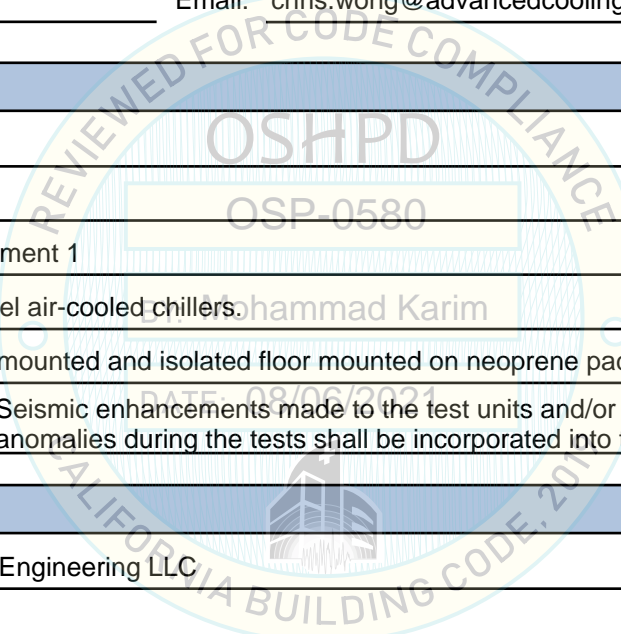 Email: chris.wong@advancedcooling
REVIEWED FOR CODE COMPLIANCE
OSHPD
OSP-0580
ment 1
el air-cooled chillers.
BY: Mohammad Karim
mounted and isolated floor mounted on neoprene pad
DATE: 08/06/2021
Seismic enhancements made to the test units and/or
anomalies during the tests shall be incorporated into
Engineering LLC
CALIFORNIA BUILDING CODE, 2019